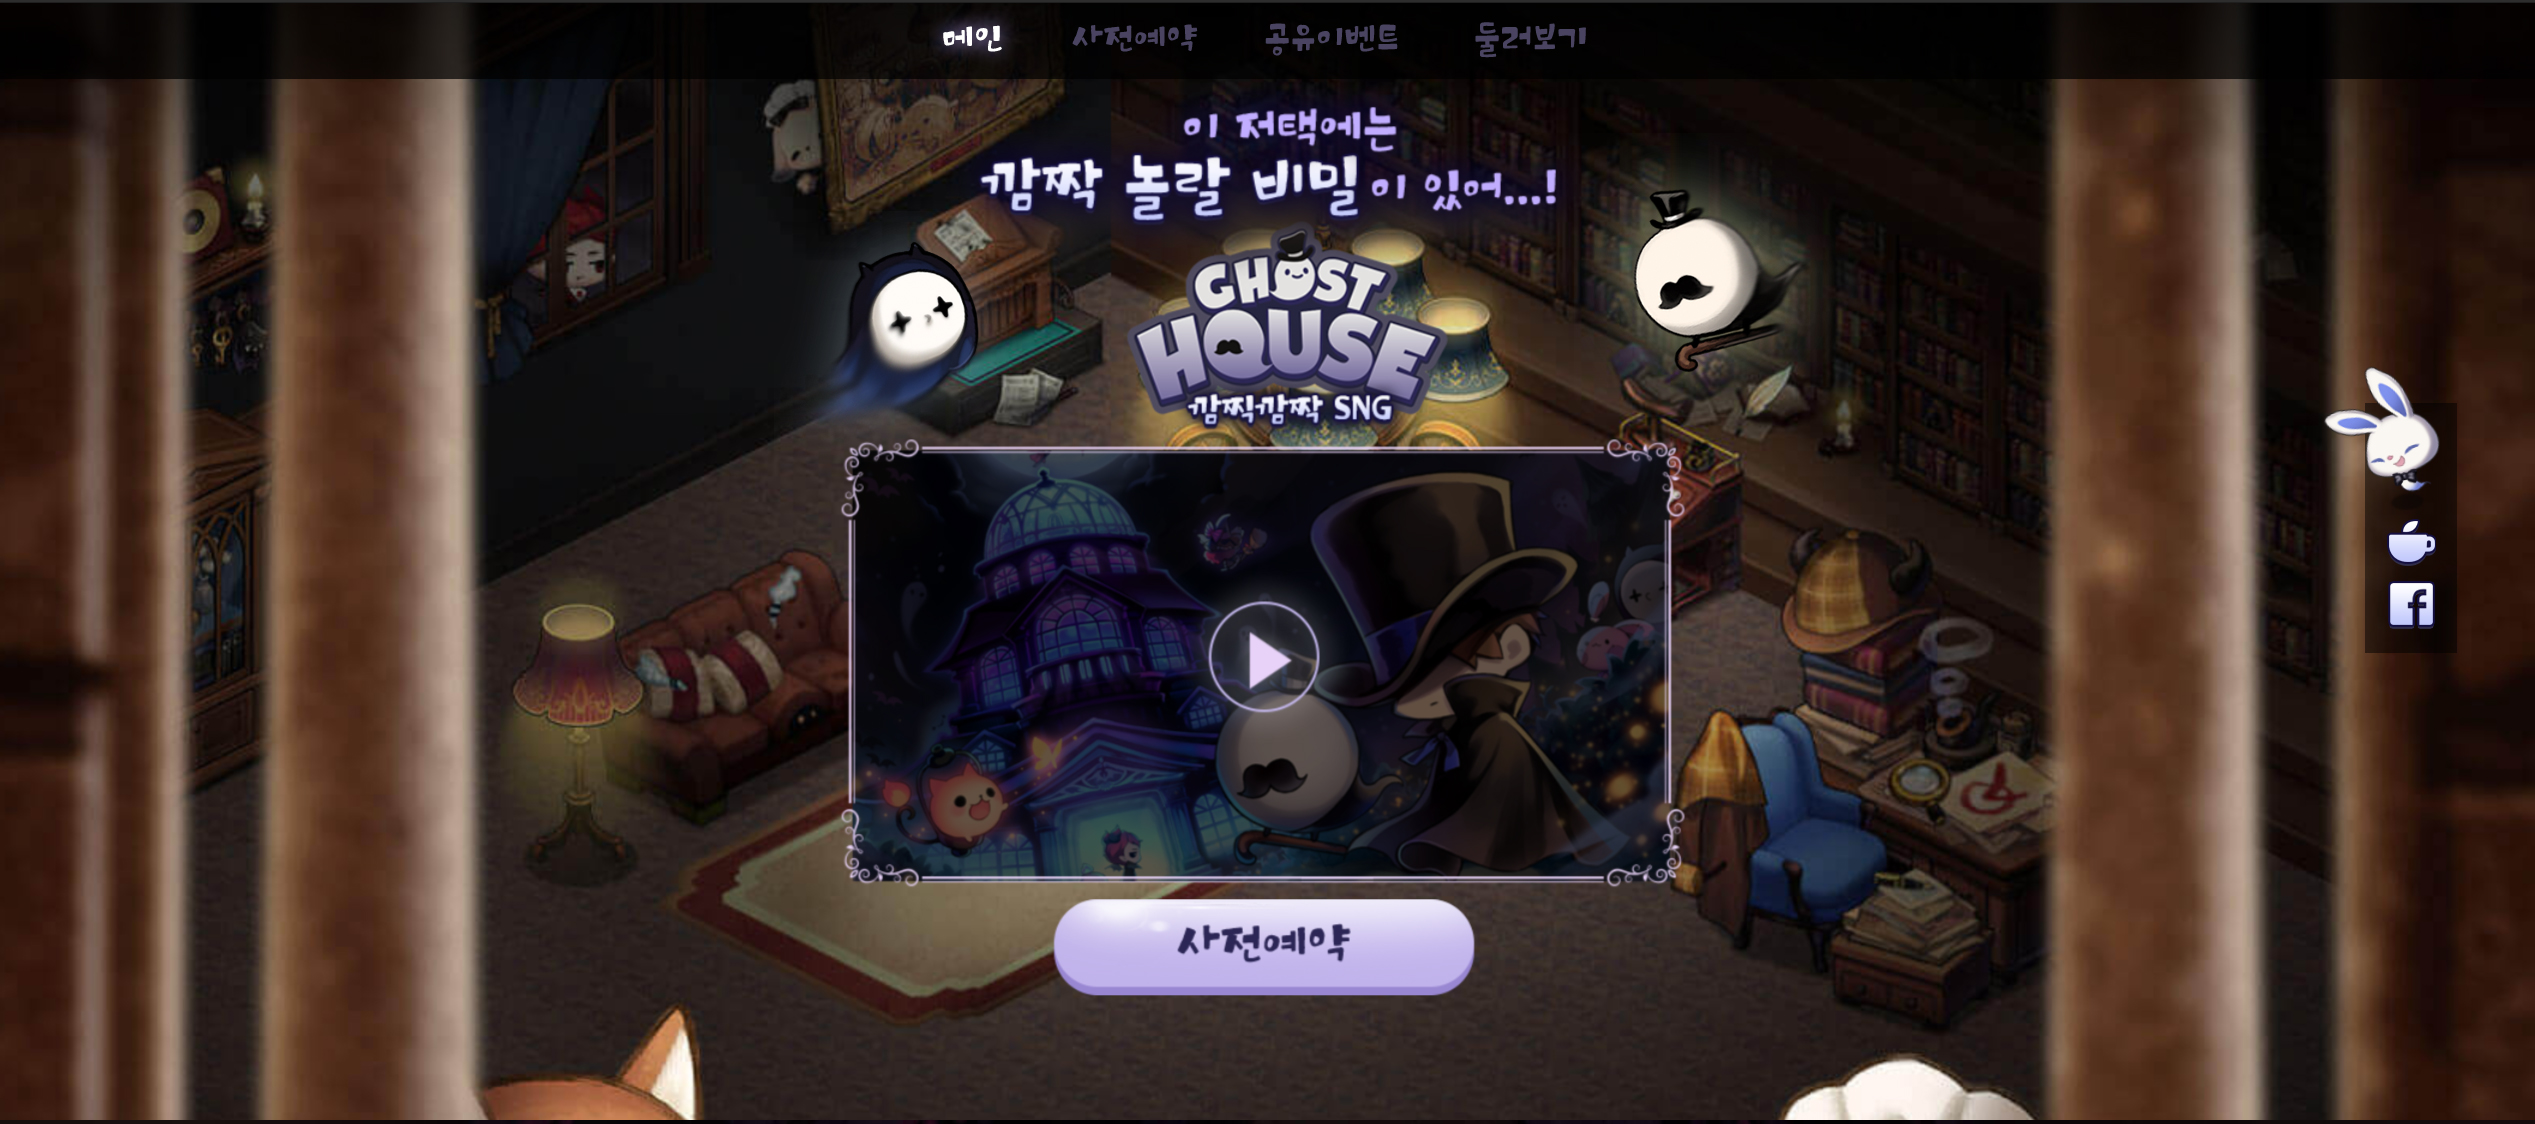 메인 사전예약 공유이벤트 둘러보기
이 저택에는
깜짝 놀랄 비밀이 있어...!
GHOST
HOUSE
깜찍깜짝 SNG
사전예약